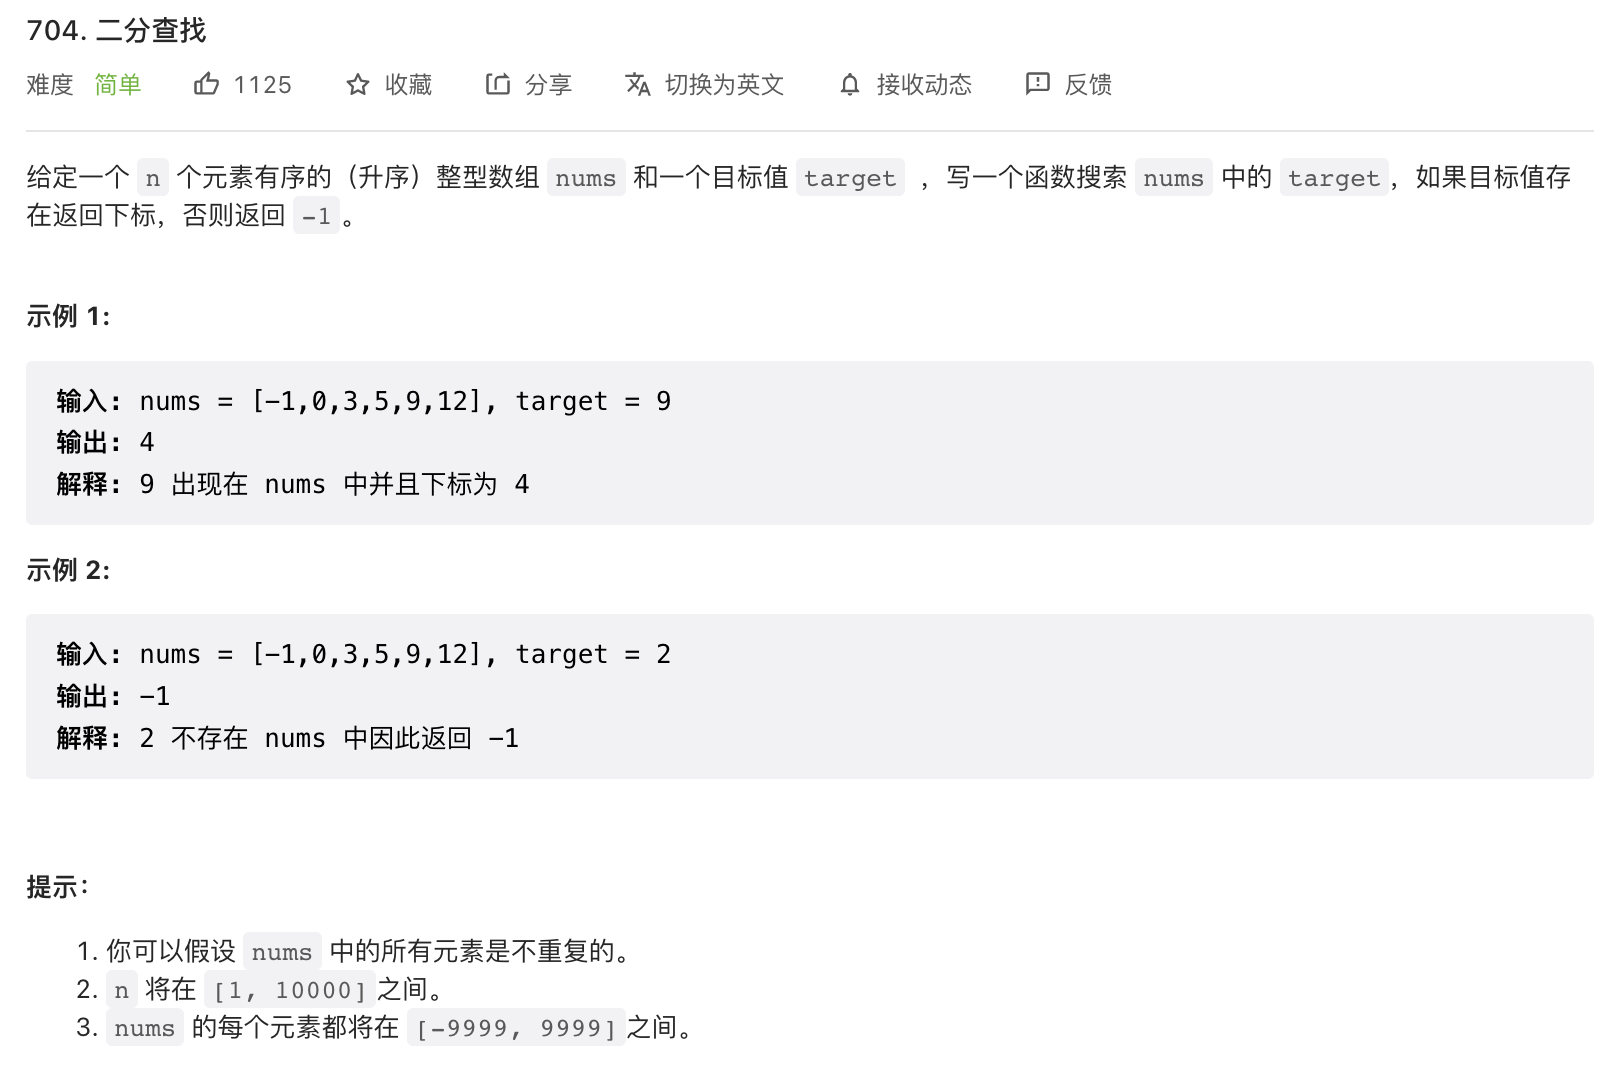 704. 二分查找
难度 简单 1125 收藏 分享 切换为英文 接收动态 反馈
给定一个 n 个元素有序的（升序）整型数组 nums 和一个目标值 target ，写一个函数搜索 nums 中的 target，如果目标值存
在返回下标，否则返回 -1。
示例 1:
输入: nums = [-1,0,3,5,9,12], target = 9
输出: 4
解释: 9 出现在 nums 中并且下标为 4
示例 2:
输入: nums = [-1,0,3,5,9,12], target = 2
输出: -1
解释: 2 不存在 nums 中因此返回 -1
提示：
1. 你可以假设 nums 中的所有元素是不重复的。
2. n 将在 [1, 10000]之间。
3. nums 的每个元素都将在 [-9999, 9999]之间。